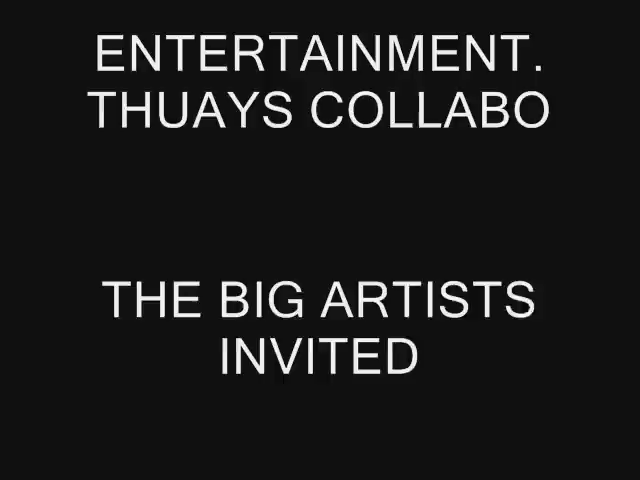 ENTERTAINMENT.
THUAYS COLLABO
THE BIG ARTISTS
INVITED